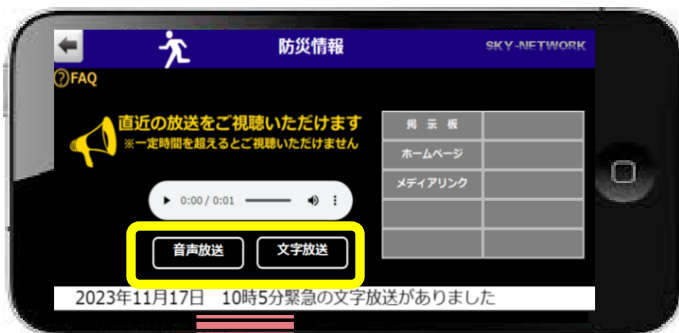 防災情報
SKY-NETWORK
?FAQ
直近の放送をご視聴いただけます
※一定時間を超えるとご視聴いただけません
掲 示 板
ホームページ
メディアリンク
0:00 / 0:01
音声放送
文字放送
2023年11月17日 10時5分緊急の文字放送がありました